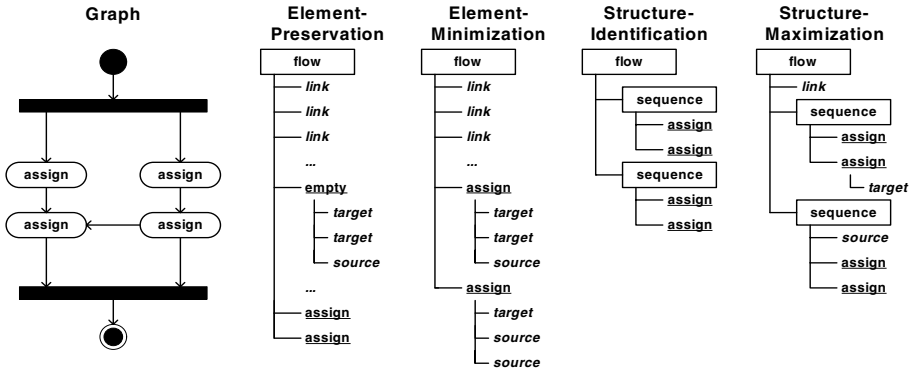 Graph
assign
assign
assign
assign
Element-
Preservation
flow
link
link
link
...
empty
target
target
source
...
assign
assign
Element-
Minimization
flow
link
link
link
...
assign
target
target
source
assign
target
source
source
Structure-
Identification
flow
sequence
assign
assign
sequence
assign
assign
Structure-
Maximization
flow
link
sequence
assign
assign
target
sequence
source
assign
assign